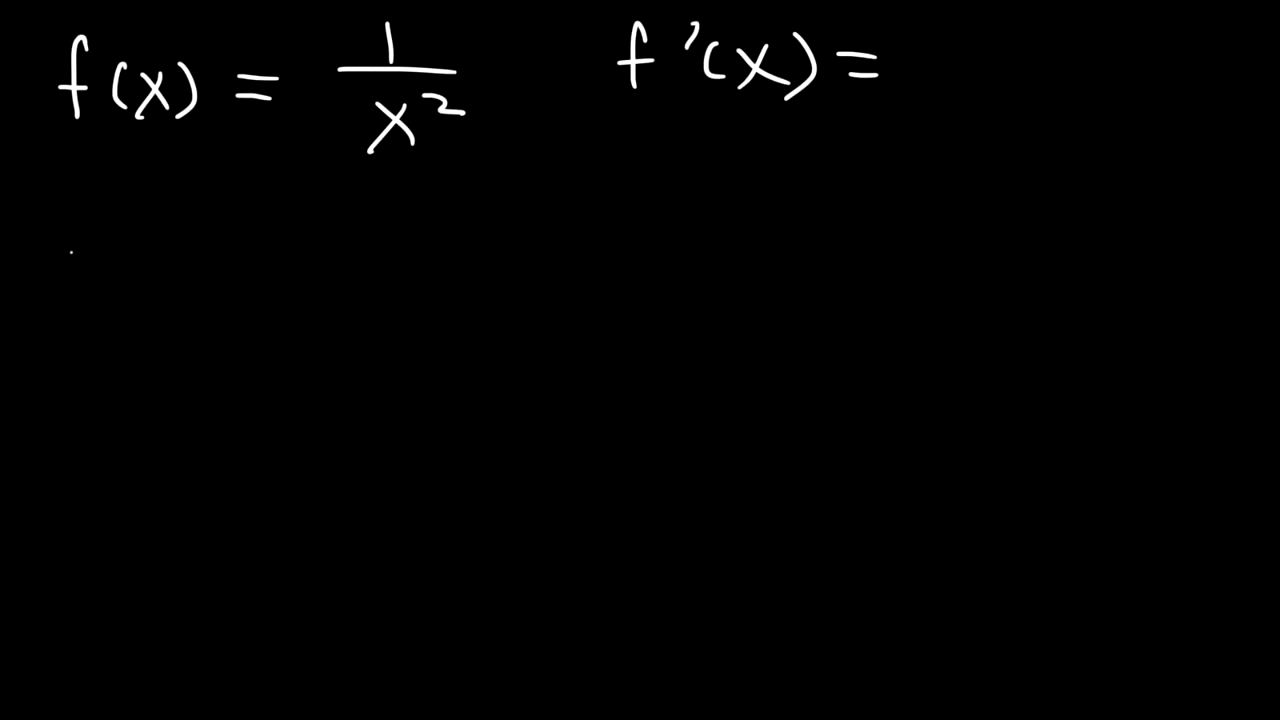 f(x) = 1/x² f'(x) =